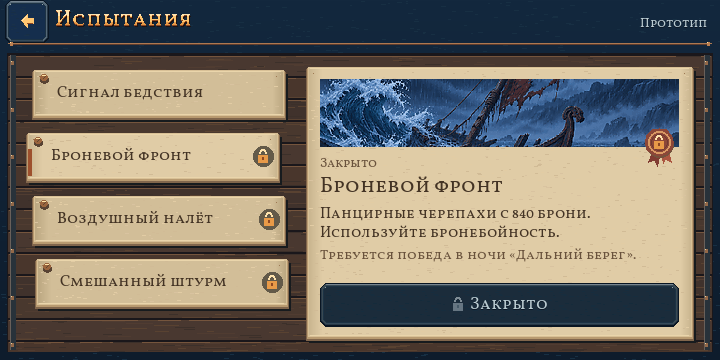 Испытания
Прототип
Сигнал бедствия
Броневой фронт
Воздушный налёт
Смешанный штурм
Закрыто
Броневой фронт
Панцирные черепахи с 840 брони.
Используйте бронебойность.
Требуется победа в ночи «Дальний берег».
Закрыто